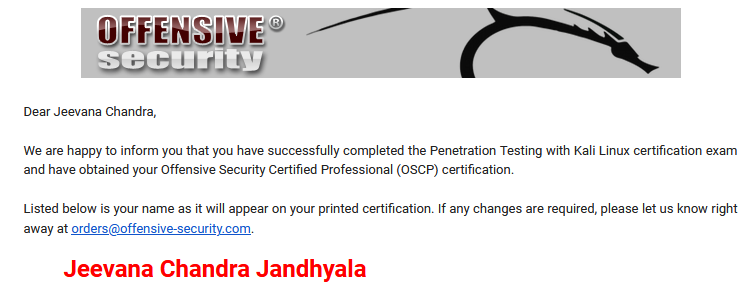 OFFENSIVE®
security
Dear Jeevana Chandra,
We are happy to inform you that you have successfully completed the Penetration Testing with Kali Linux certification exam
and have obtained your Offensive Security Certified Professional (OSCP) certification.
Listed below is your name as it will appear on your printed certification. If any changes are required, please let us know right
away at orders@offensive-security.com.
Jeevana Chandra Jandhyala